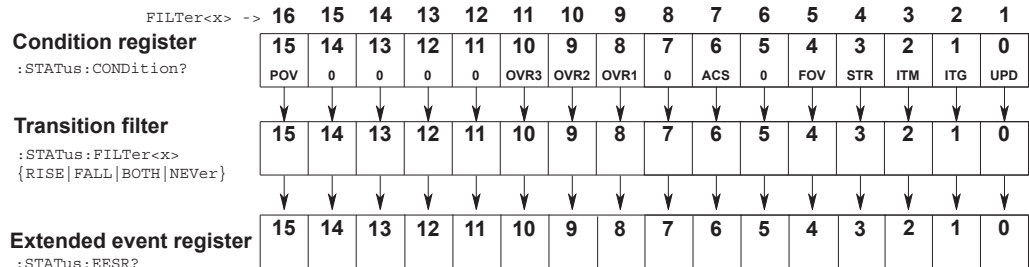 FILTer<x> -> 16 15 14 13 12 11 10 9 8 7 6 5 4 3 2 1
Condition register 15 14 13 12 11 10 9 8 7 6 5 4 3 2 1 0
:STATus:CONDition? POV 0 0 0 0 OVR3 OVR2 OVR1 0 ACS 0 FOV STR ITM ITG UPD
Transition filter 15 14 13 12 11 10 9 8 7 6 5 4 3 2 1 0
:STATus:FILTer<x>
{RISE|FALL|BOTH|NEVer}
Extended event register 15 14 13 12 11 10 9 8 7 6 5 4 3 2 1 0
:STATus:EESR?